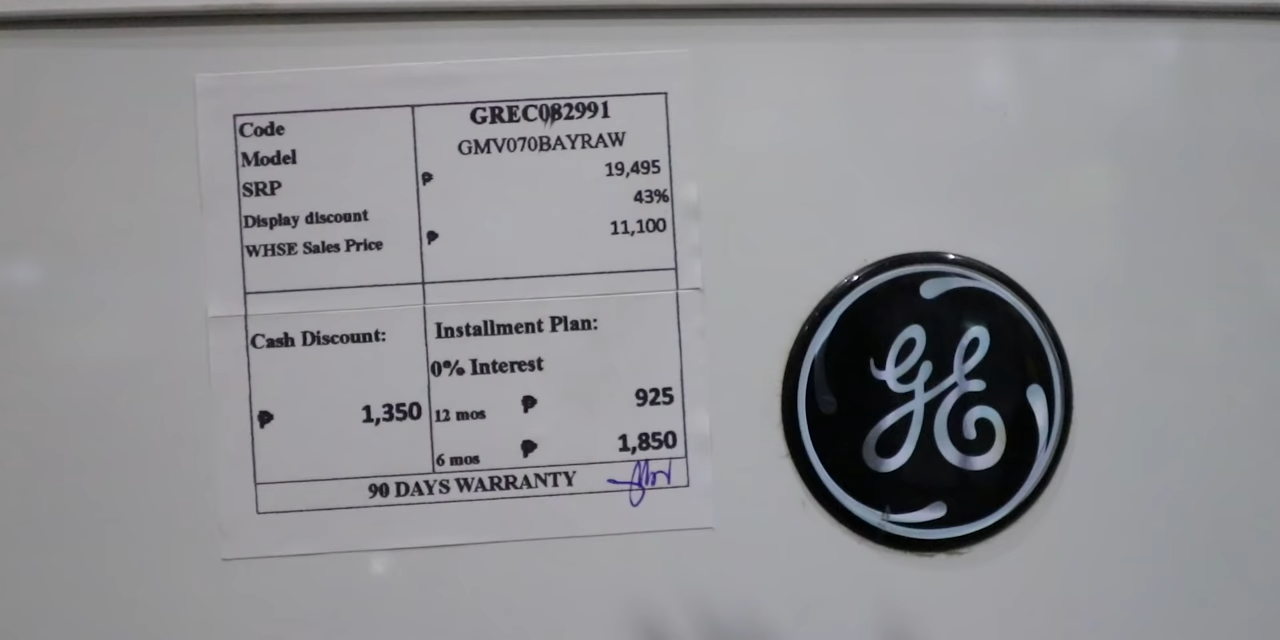 Code GREC082991
Model GMV070BAYRAW
SRP ₱ 19,495
Display discount 43%
WHSE Sales Price ₱ 11,100
Cash Discount: Installment Plan:
0% Interest
₱ 1,350 12 mos ₱ 925
6 mos ₱ 1,850
90 DAYS WARRANTY
GE